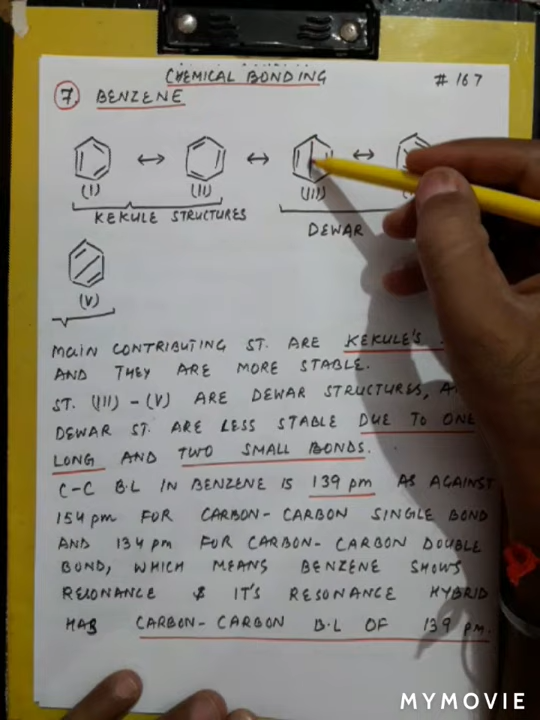 CHEMICAL BONDING
# 167
7. BENZENE
(I) (II) (III)
KEKULE STRUCTURES
DEWAR
(V)
MAIN CONTRIBUTING ST. ARE KEKULE'S
AND THEY ARE MORE STABLE.
ST. (III) - (V) ARE DEWAR STRUCTURES,
DEWAR ST. ARE LESS STABLE DUE TO ONE
LONG AND TWO SMALL BONDS.
C-C B.L IN BENZENE IS 139 pm AS AGAINST
154 pm FOR CARBON-CARBON SINGLE BOND
AND 134 pm FOR CARBON-CARBON DOUBLE
BOND, WHICH MEANS BENZENE SHOWS
RESONANCE & IT'S RESONANCE HYBRID
HAS CARBON-CARBON B.L OF 139 pm.
MYMOVIE